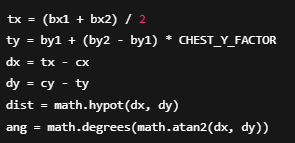 tx = (bx1 + bx2) / 2
ty = by1 + (by2 - by1) * CHEST_Y_FACTOR
dx = tx - cx
dy = cy - ty
dist = math.hypot(dx, dy)
ang = math.degrees(math.atan2(dx, dy))